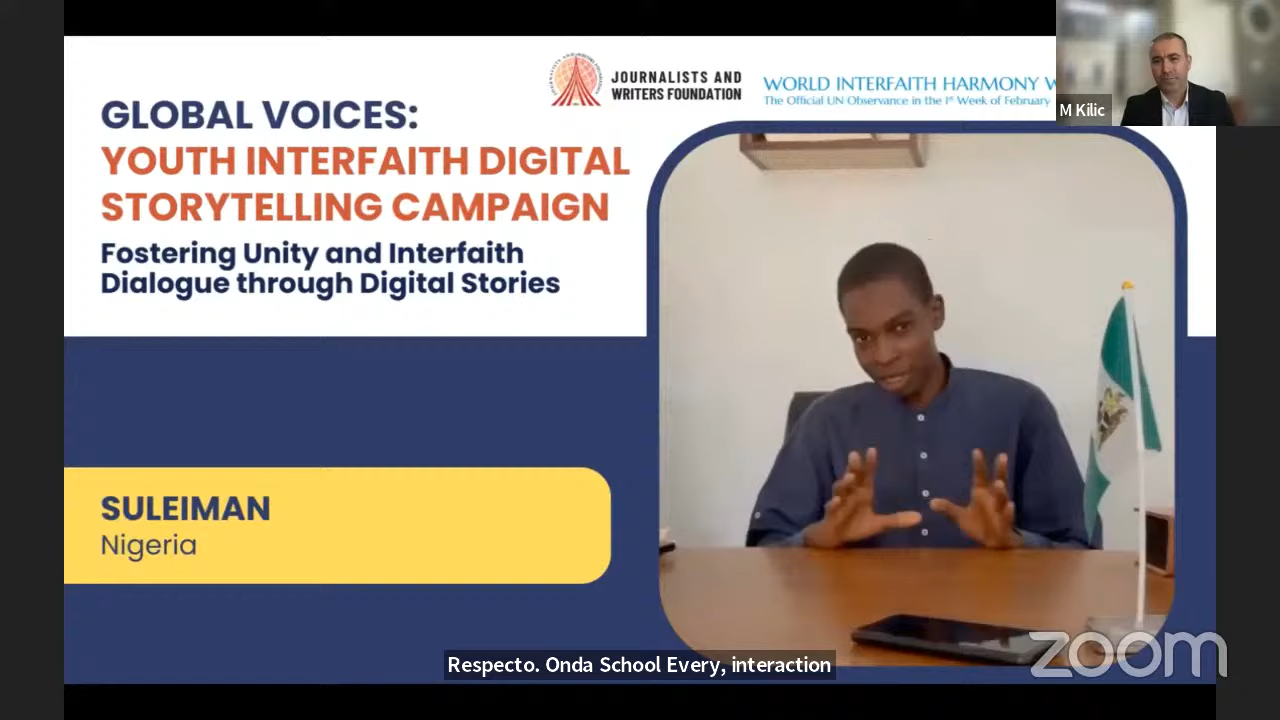 JOURNALISTS AND
WRITERS FOUNDATION
WORLD INTERFAITH HARMONY W
The Official UN Observance in the 1st Week of February
M Kilic
GLOBAL VOICES:
YOUTH INTERFAITH DIGITAL
STORYTELLING CAMPAIGN
Fostering Unity and Interfaith
Dialogue through Digital Stories
SULEIMAN
Nigeria
Respecto. Onda School Every, interaction
zoom